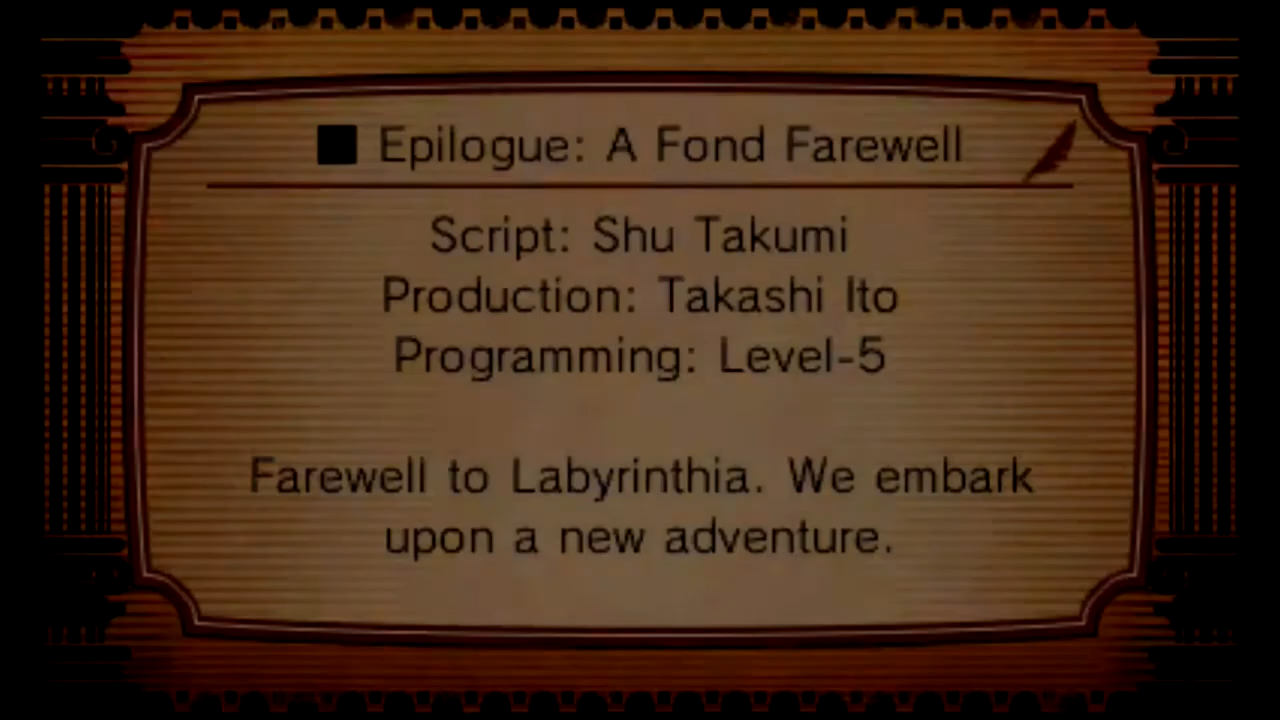 ■ Epilogue: A Fond Farewell
Script: Shu Takumi
Production: Takashi Ito
Programming: Level-5
Farewell to Labyrinthia. We embark
upon a new adventure.